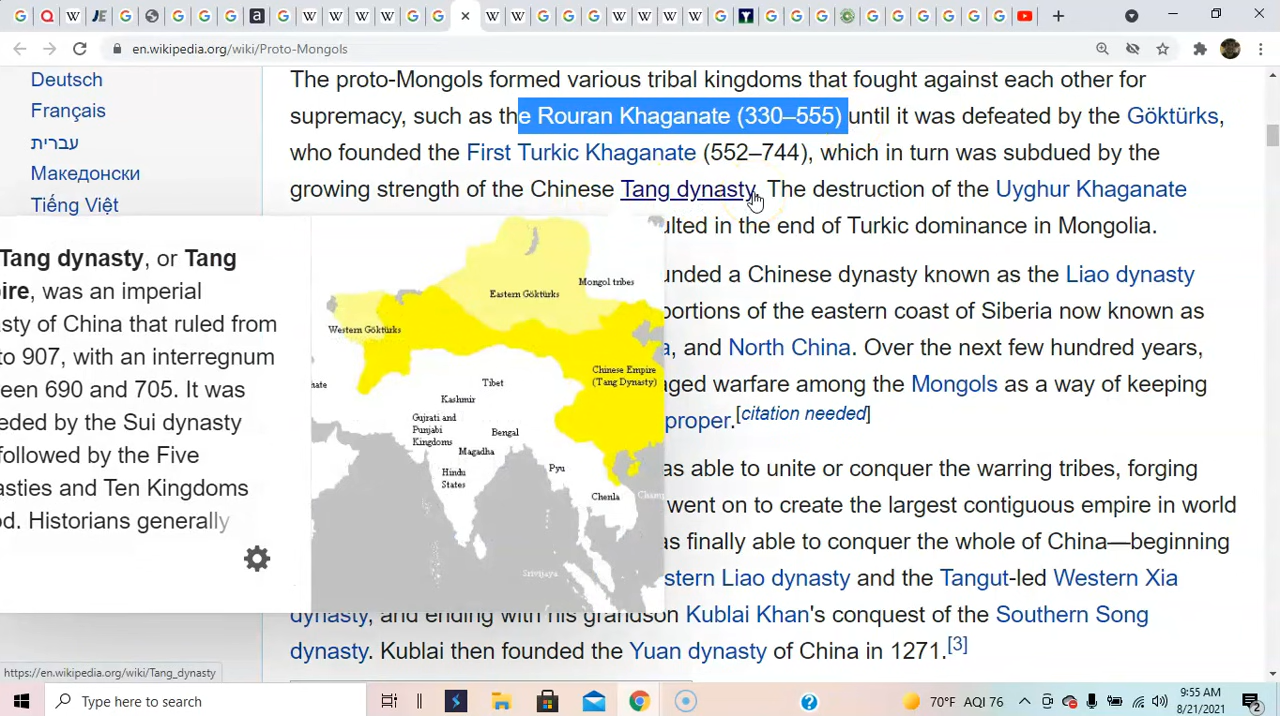 en.wikipedia.org/wiki/Proto-Mongols
Deutsch
Français
עברית
Македонски
Tiếng Việt
The proto-Mongols formed various tribal kingdoms that fought against each other for
supremacy, such as the Rouran Khaganate (330–555) until it was defeated by the Göktürks,
who founded the First Turkic Khaganate (552–744), which in turn was subdued by the
growing strength of the Chinese Tang dynasty. The destruction of the Uyghur Khaganate
ulted in the end of Turkic dominance in Mongolia.
unded a Chinese dynasty known as the Liao dynasty
portions of the eastern coast of Siberia now known as
a, and North China. Over the next few hundred years,
aged warfare among the Mongols as a way of keeping
proper.[citation needed]
as able to unite or conquer the warring tribes, forging
went on to create the largest contiguous empire in world
as finally able to conquer the whole of China—beginning
stern Liao dynasty and the Tangut-led Western Xia
dynasty, and ending with his grandson Kublai Khan's conquest of the Southern Song
dynasty. Kublai then founded the Yuan dynasty of China in 1271.[3]
Tang dynasty, or Tang
ire, was an imperial
sty of China that ruled from
to 907, with an interregnum
een 690 and 705. It was
eded by the Sui dynasty
followed by the Five
asties and Ten Kingdoms
od. Historians generally
Mongol tribes
Eastern Göktürks
Western Göktürks
Chinese Empire
(Tang Dynasty)
Tibet
nate
Kashmir
Gujrati and
Punjabi
Kingdoms
Bengal
Magadha
Hindu
States
Pyu
Chenla
Cham
Srivijaya
https://en.wikipedia.org/wiki/Tang_dynasty
Type here to search
70°F AQI 76
9:55 AM
8/21/2021
2